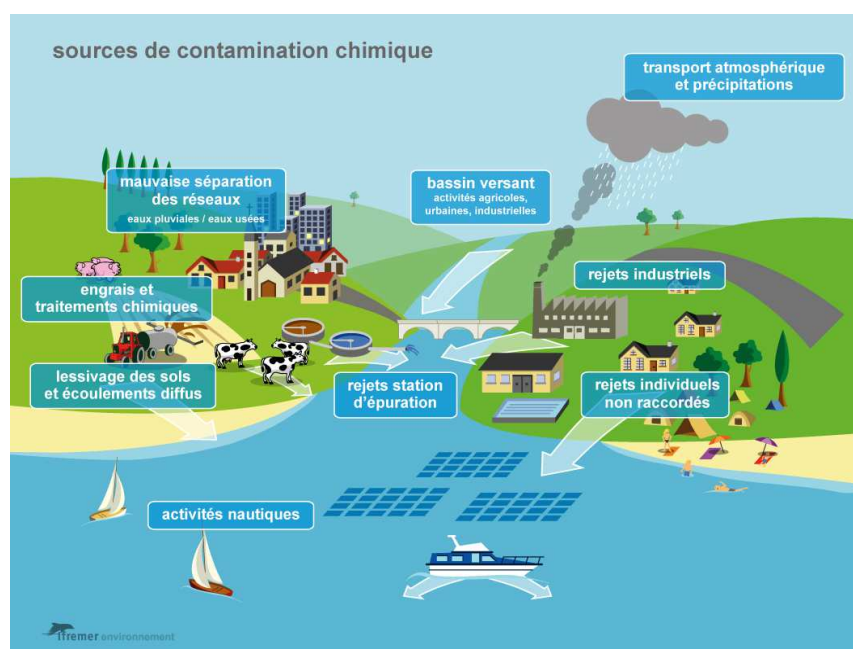 sources de contamination chimique
transport atmosphérique
et précipitations
mauvaise séparation
des réseaux
eaux pluviales / eaux usées
bassin versant
activités agricoles,
urbaines, industrielles
engrais et
traitements chimiques
rejets industriels
lessivage des sols
et écoulements diffus
rejets station
d'épuration
rejets individuels
non raccordés
activités nautiques
Ifremer environnement